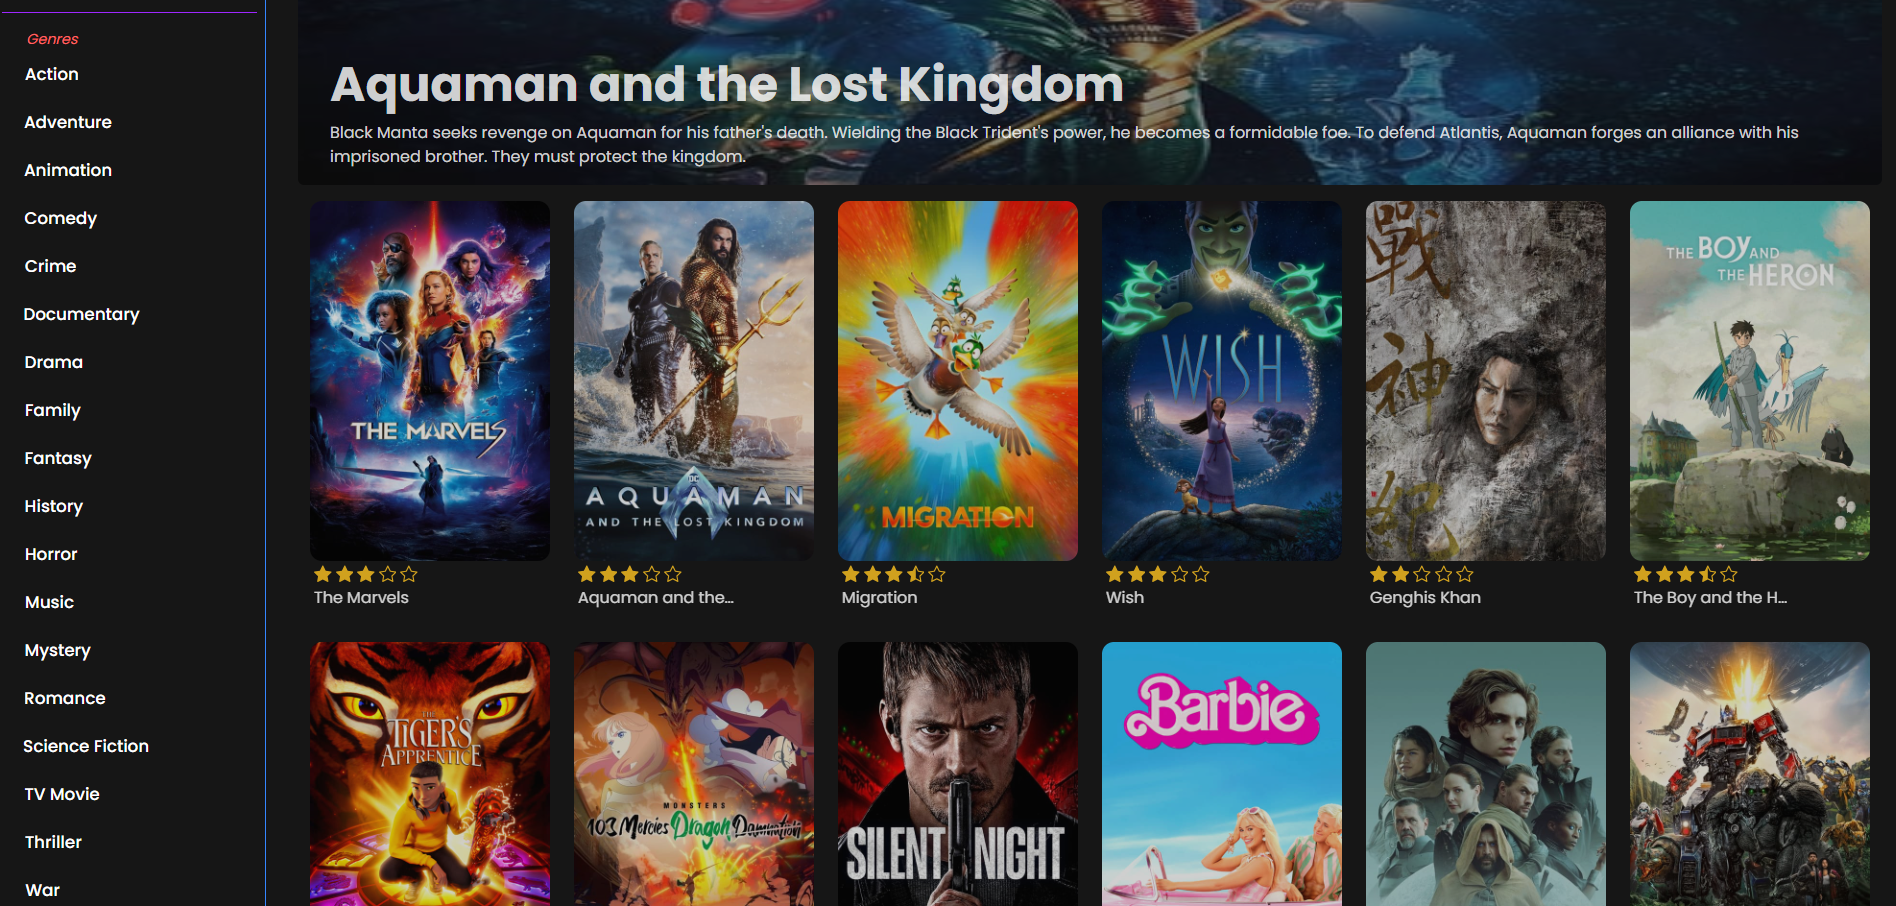 Genres
Action
Adventure
Animation
Comedy
Crime
Documentary
Drama
Family
Fantasy
History
Horror
Music
Mystery
Romance
Science Fiction
TV Movie
Thriller
War
Aquaman and the Lost Kingdom
Black Manta seeks revenge on Aquaman for his father's death. Wielding the Black Trident's power, he becomes a formidable foe. To defend Atlantis, Aquaman forges an alliance with his
imprisoned brother. They must protect the kingdom.
THE MARVELS
The Marvels
DC
AQUAMAN
AND THE LOST KINGDOM
Aquaman and the...
MIGRATION
Migration
WISH
Wish
戰
神
紀
Genghis Khan
THE BOY AND
THE HERON
The Boy and the H...
THE
TIGER'S
APPRENTICE
MONSTERS
103 Mercies Dragon Damnation
SILENT NIGHT
Barbie